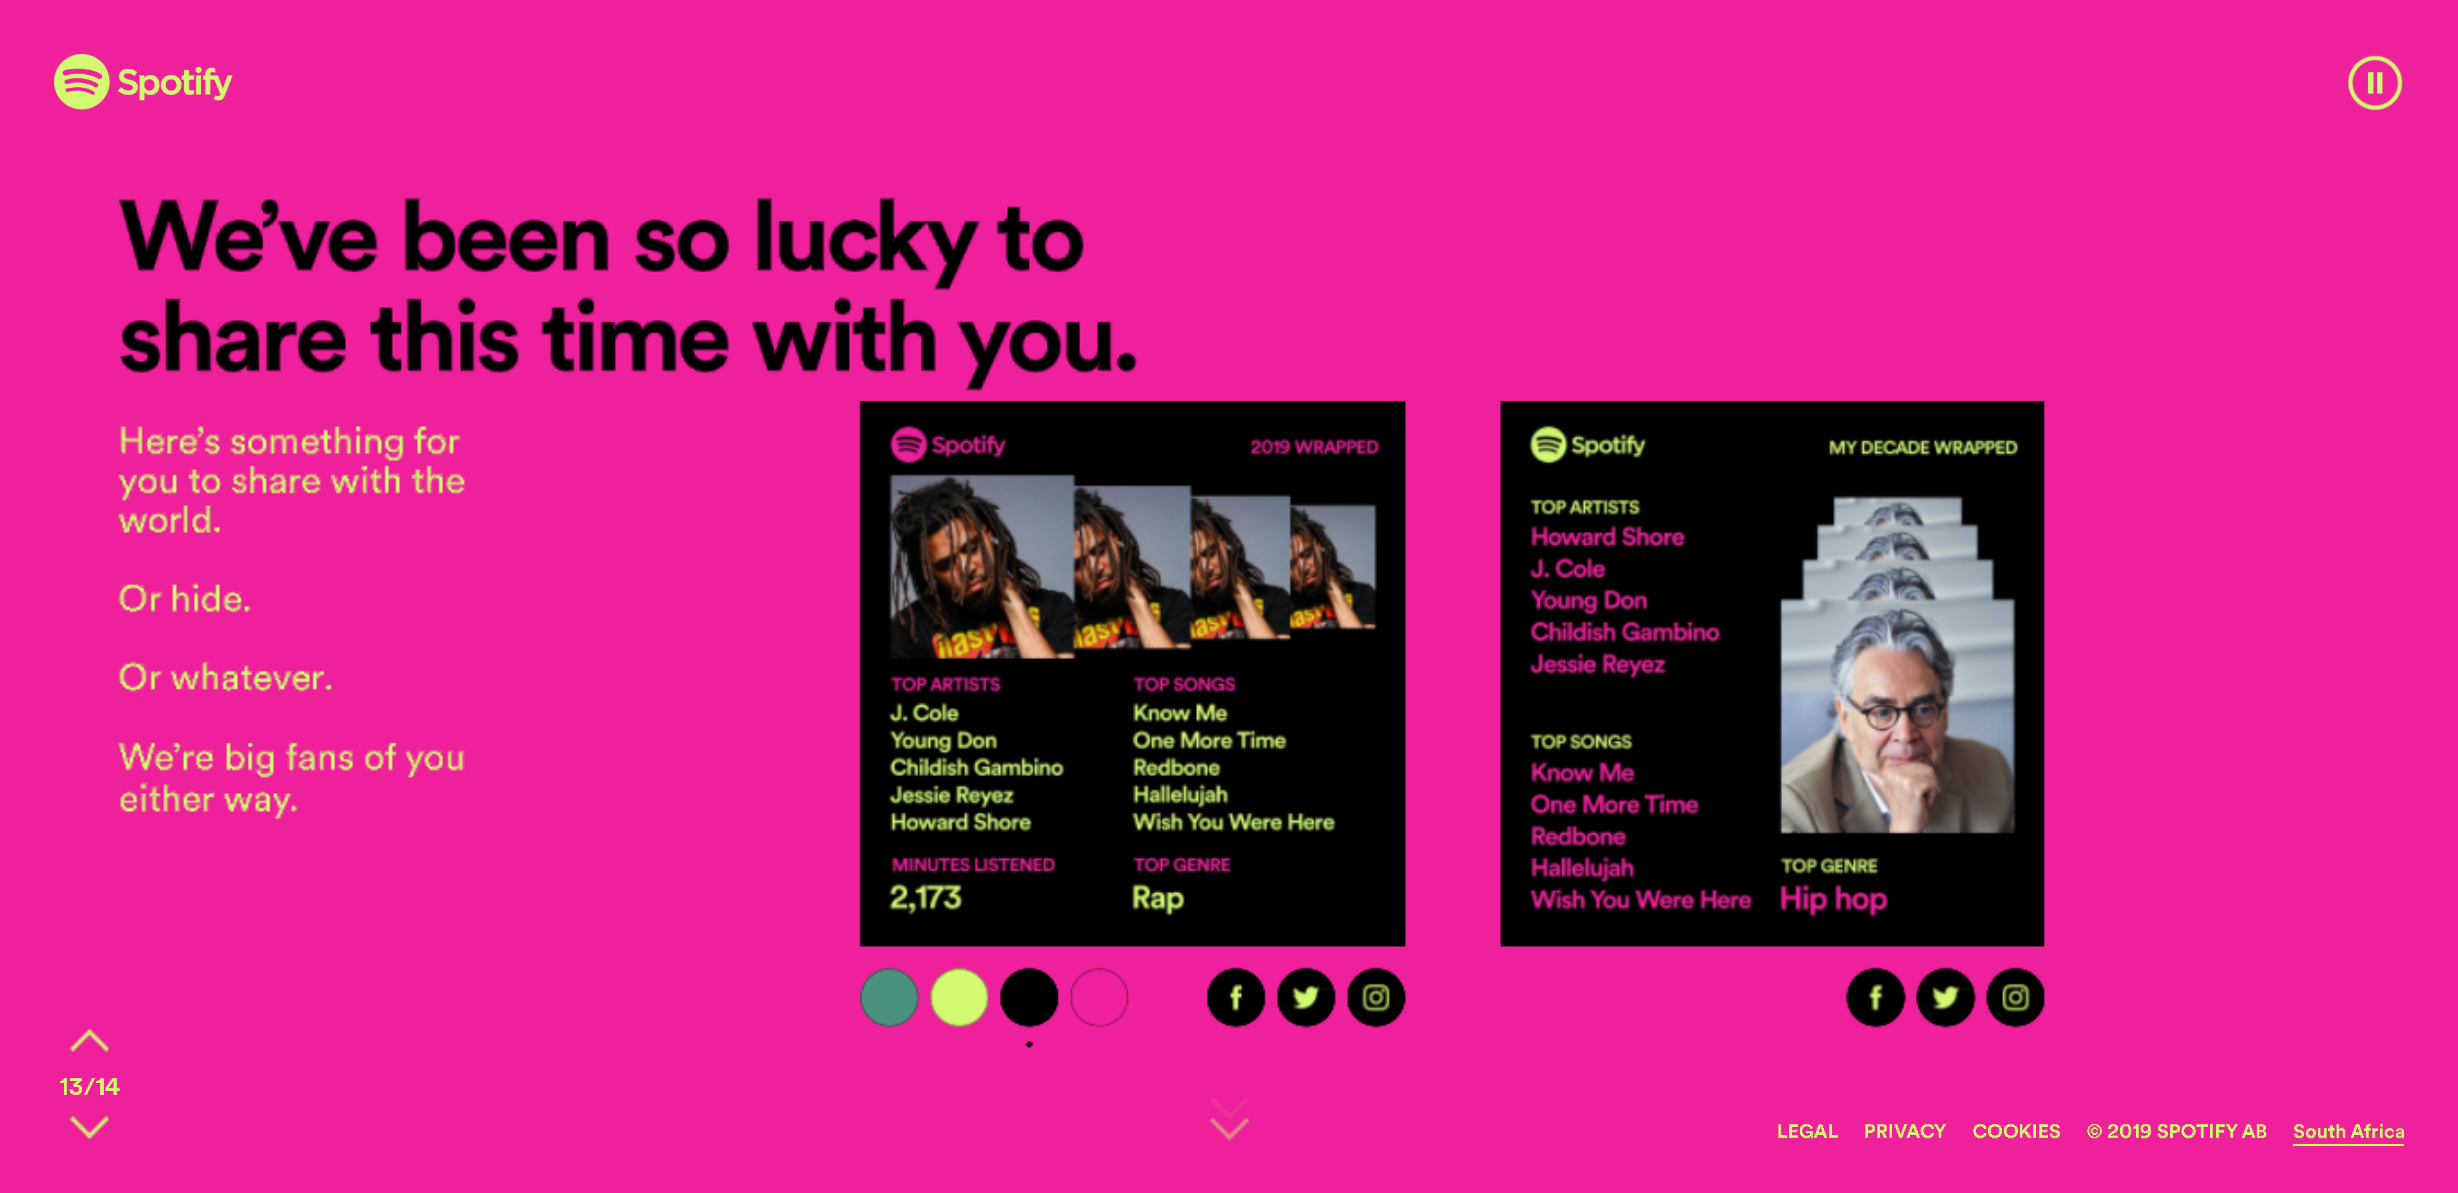 Spotify
We've been so lucky to
share this time with you.
Here's something for
you to share with the
world.
Or hide.
Or whatever.
We're big fans of you
either way.
Spotify
2019 WRAPPED
TOP ARTISTS
J. Cole
Young Don
Childish Gambino
Jessie Reyez
Howard Shore
TOP SONGS
Know Me
One More Time
Redbone
Hallelujah
Wish You Were Here
MINUTES LISTENED
2,173
TOP GENRE
Rap
Spotify
MY DECADE WRAPPED
TOP ARTISTS
Howard Shore
J. Cole
Young Don
Childish Gambino
Jessie Reyez
TOP SONGS
Know Me
One More Time
Redbone
Hallelujah
Wish You Were Here
TOP GENRE
Hip hop
13/14
LEGAL PRIVACY COOKIES © 2019 SPOTIFY AB South Africa